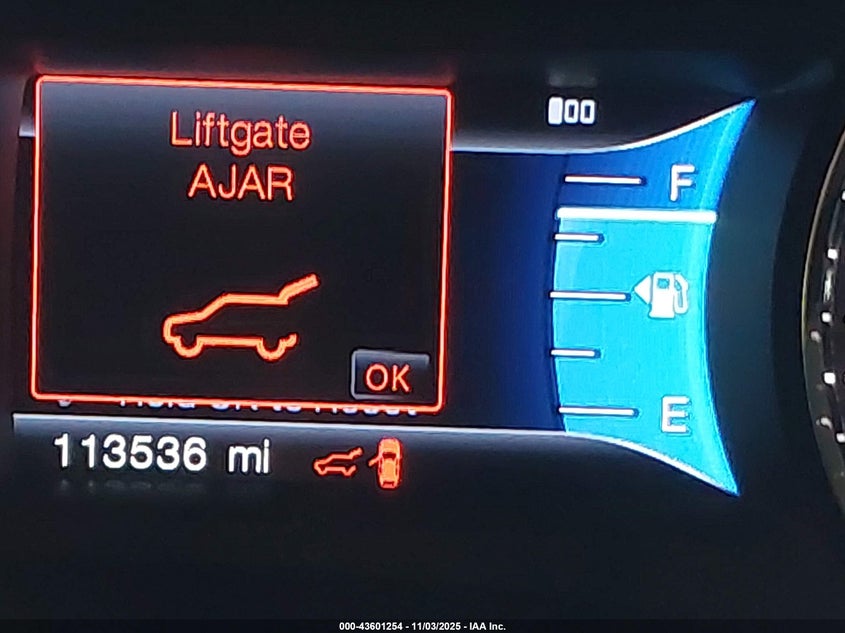 Liftgate
AJAR
OK
F
E
113536 mi
000-43601254 - 11/03/2025 - IAA Inc.